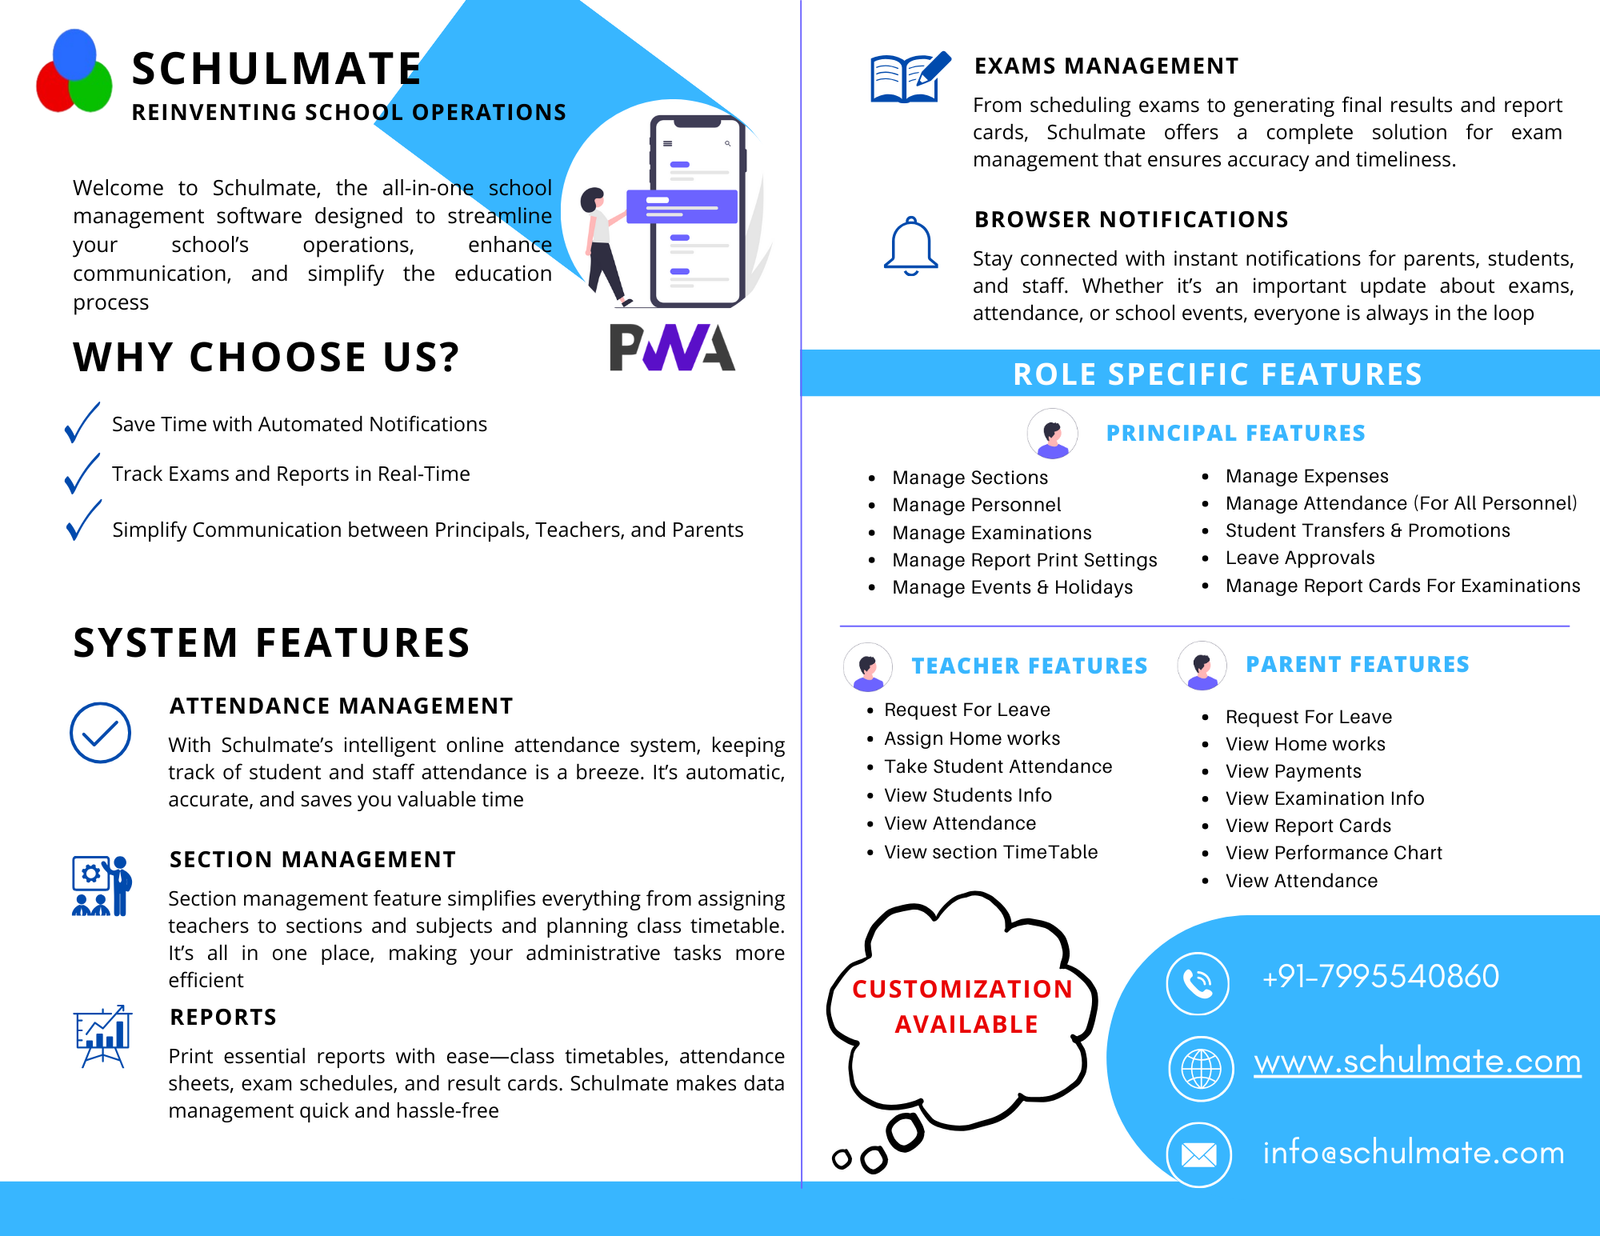 SCHULMATE
REINVENTING SCHOOL OPERATIONS
Welcome to Schulmate, the all-in-one school
management software designed to streamline
your school’s operations, enhance
communication, and simplify the education
process
PWA
WHY CHOOSE US?
Save Time with Automated Notifications
Track Exams and Reports in Real-Time
Simplify Communication between Principals, Teachers, and Parents
SYSTEM FEATURES
ATTENDANCE MANAGEMENT
With Schulmate’s intelligent online attendance system, keeping
track of student and staff attendance is a breeze. It’s automatic,
accurate, and saves you valuable time
SECTION MANAGEMENT
Section management feature simplifies everything from assigning
teachers to sections and subjects and planning class timetable.
It’s all in one place, making your administrative tasks more
efficient
REPORTS
Print essential reports with ease—class timetables, attendance
sheets, exam schedules, and result cards. Schulmate makes data
management quick and hassle-free
EXAMS MANAGEMENT
From scheduling exams to generating final results and report
cards, Schulmate offers a complete solution for exam
management that ensures accuracy and timeliness.
BROWSER NOTIFICATIONS
Stay connected with instant notifications for parents, students,
and staff. Whether it’s an important update about exams,
attendance, or school events, everyone is always in the loop
ROLE SPECIFIC FEATURES
PRINCIPAL FEATURES
• Manage Sections
• Manage Personnel
• Manage Examinations
• Manage Report Print Settings
• Manage Events & Holidays
• Manage Expenses
• Manage Attendance (For All Personnel)
• Student Transfers & Promotions
• Leave Approvals
• Manage Report Cards For Examinations
TEACHER FEATURES
• Request For Leave
• Assign Home works
• Take Student Attendance
• View Students Info
• View Attendance
• View section TimeTable
PARENT FEATURES
• Request For Leave
• View Home works
• View Payments
• View Examination Info
• View Report Cards
• View Performance Chart
• View Attendance
CUSTOMIZATION
AVAILABLE
+91-7995540860
www.schulmate.com
info@schulmate.com